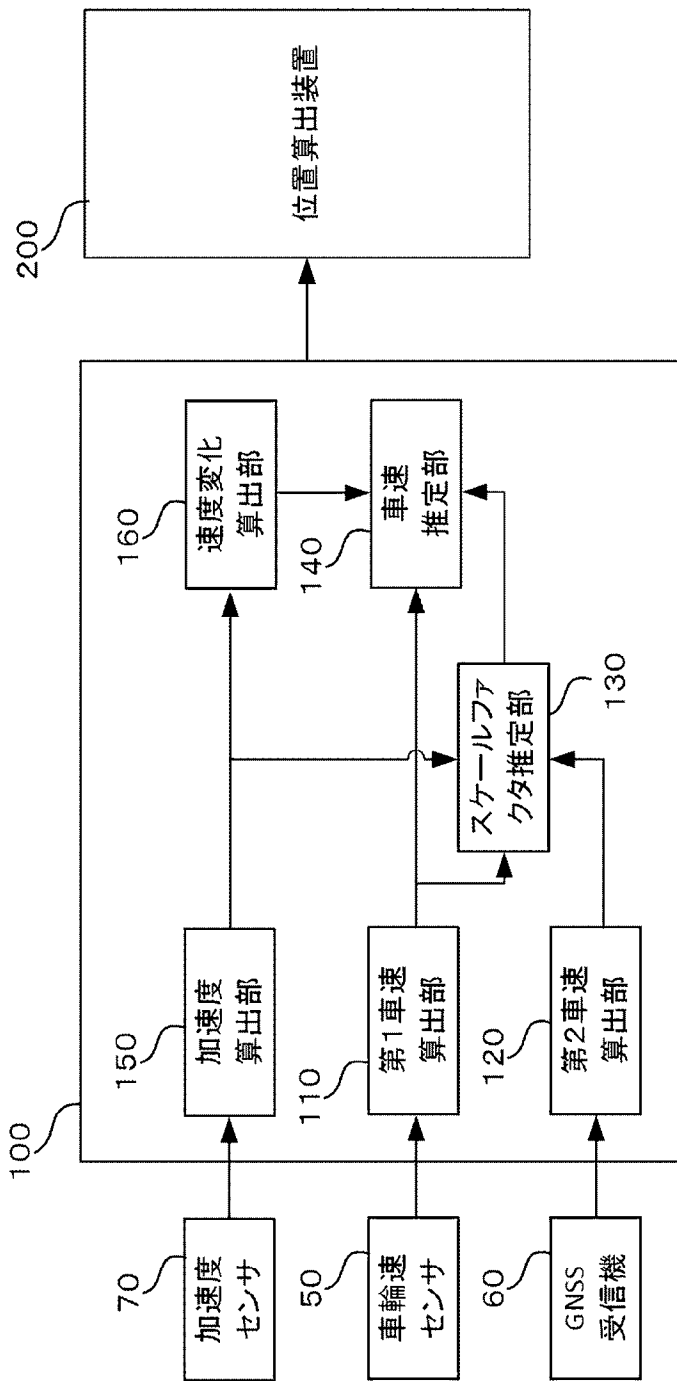 100
200
70
加速度
センサ
150
加速度
算出部
160
速度変化
算出部
位置算出装置
50
車輪速
センサ
110
第1車速
算出部
140
車速
推定部
60
GNSS
受信機
120
第2車速
算出部
スケールファ
クタ推定部
130